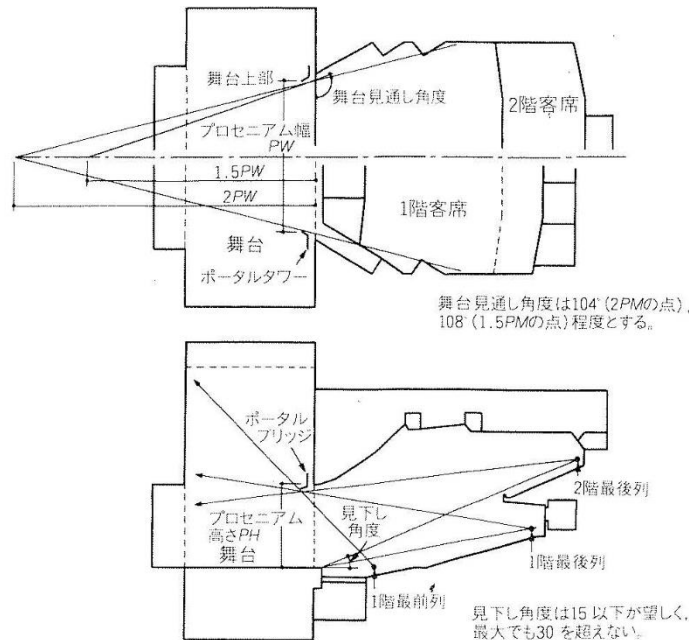 舞台上部
舞台見通し角度
2階客席
プロセニアム幅
PW
1.5PW
2PW
1階客席
舞台
ポータルタワー
舞台見通し角度は104°(2PMの点),
108°(1.5PMの点)程度とする。
ポータル
ブリッジ
2階最後列
プロセニアム
高さPH
見下し
角度
舞台
1階最後列
1階最前列
見下し角度は15 以下が望しく,
最大でも30 を超えない。